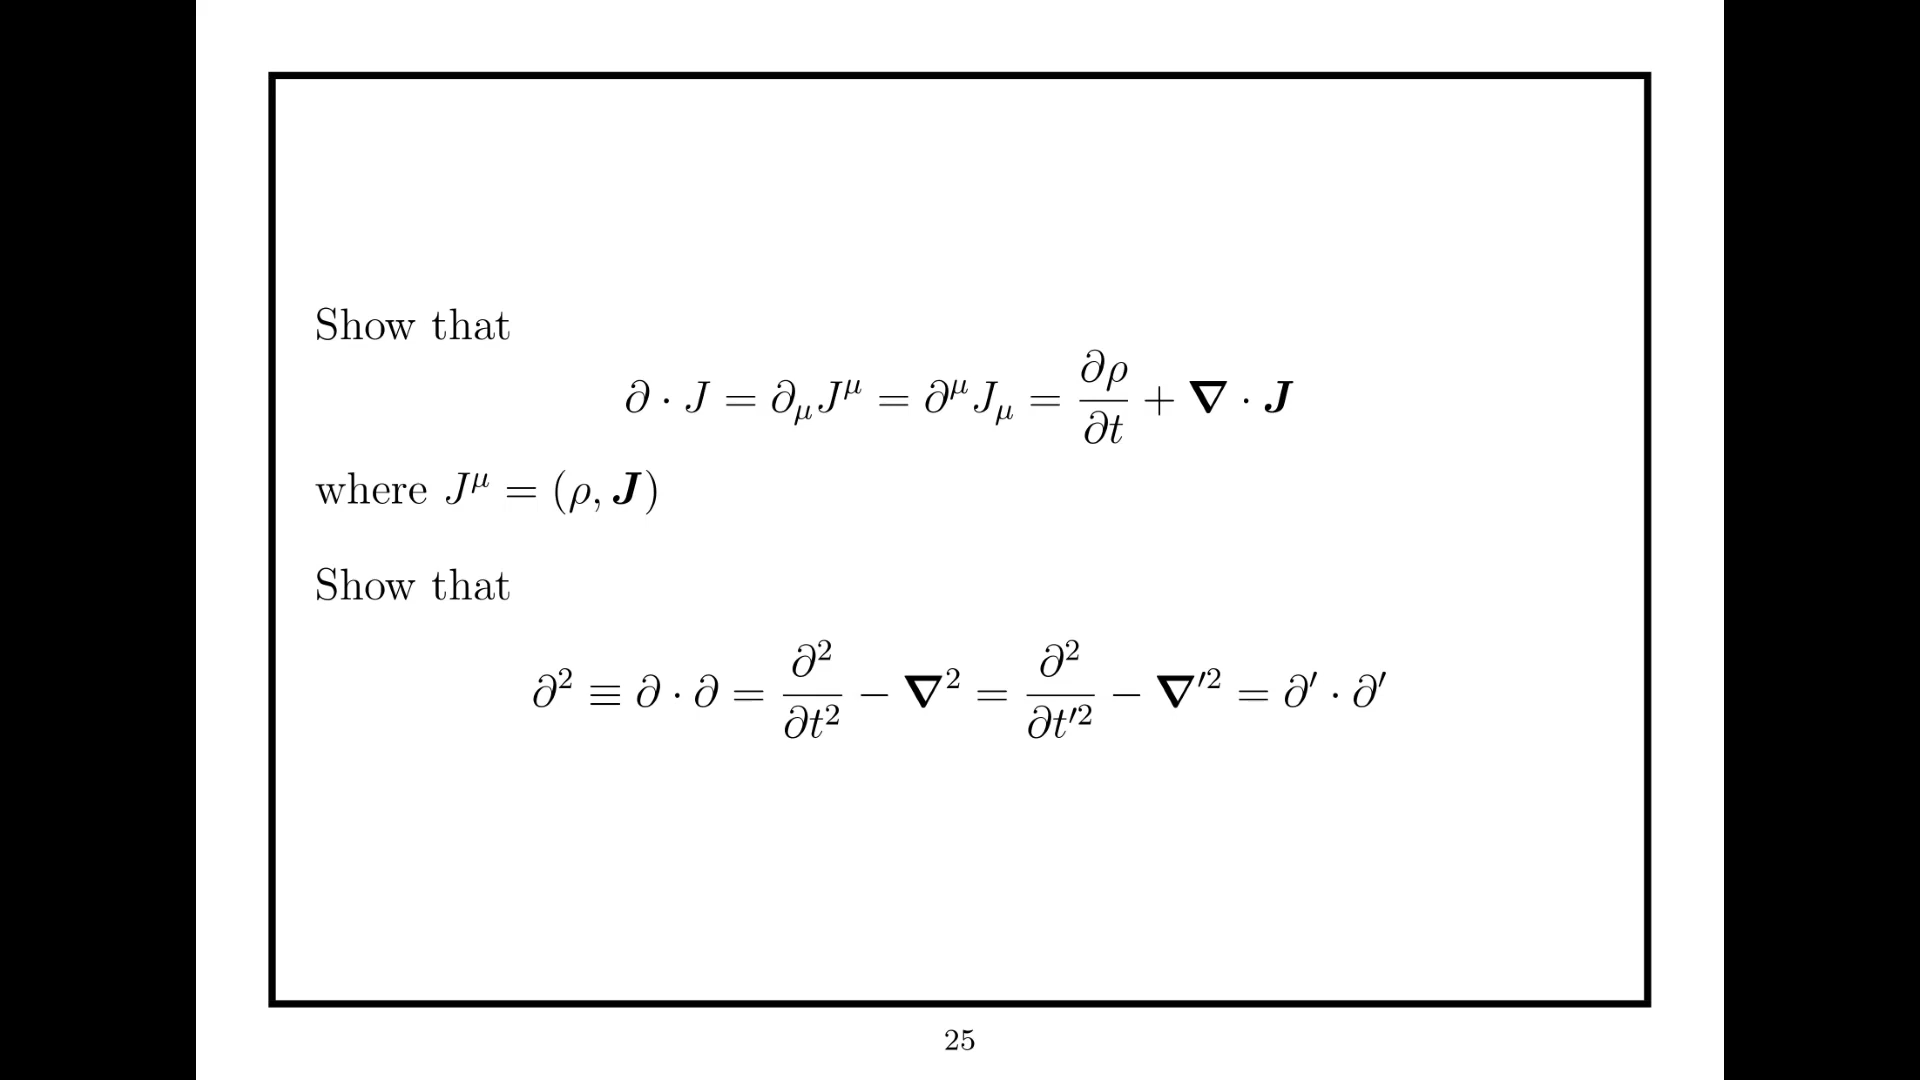 Show that
∂ · J = ∂_μ J^μ = ∂^μ J_μ = ∂ρ/∂t + ∇ · J
where J^μ = (ρ, J)
Show that
∂² ≡ ∂ · ∂ = ∂²/∂t² − ∇² = ∂²/∂t′² − ∇′² = ∂′ · ∂′
25